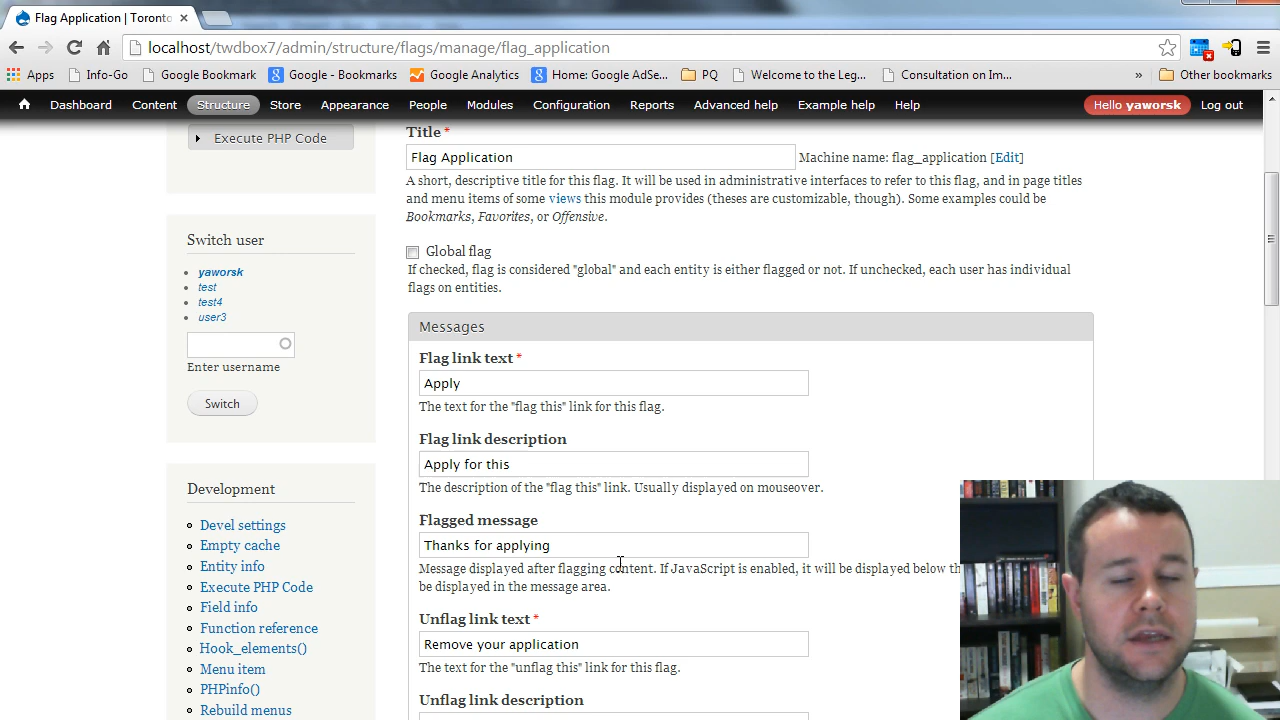 Flag Application | Toronto
localhost/twdbox7/admin/structure/flags/manage/flag_application
Apps Info-Go Google Bookmark Google - Bookmarks Google Analytics Home: Google AdSe... PC Welcome to the Leg... Consultation on Im... » Other bookmarks
Dashboard Content Structure Store Appearance People Modules Configuration Reports Advanced help Example help Help Hello yaworsk Log out
Execute PHP Code
Switch user
yaworsk
test
test4
user3
Enter username
Switch
Development
Devel settings
Empty cache
Entity info
Execute PHP Code
Field info
Function reference
Hook_elements()
Menu item
PHPinfo()
Rebuild menus
Title *
Flag Application Machine name: flag_application [Edit]
A short, descriptive title for this flag. It will be used in administrative interfaces to refer to this flag, and in page titles
and menu items of some views this module provides (theses are customizable, though). Some examples could be
Bookmarks, Favorites, or Offensive.
Global flag
If checked, flag is considered "global" and each entity is either flagged or not. If unchecked, each user has individual
flags on entities.
Messages
Flag link text *
Apply
The text for the "flag this" link for this flag.
Flag link description
Apply for this
The description of the "flag this" link. Usually displayed on mouseover.
Flagged message
Thanks for applying
Message displayed after flagging content. If JavaScript is enabled, it will be displayed below th
be displayed in the message area.
Unflag link text *
Remove your application
The text for the "unflag this" link for this flag.
Unflag link description